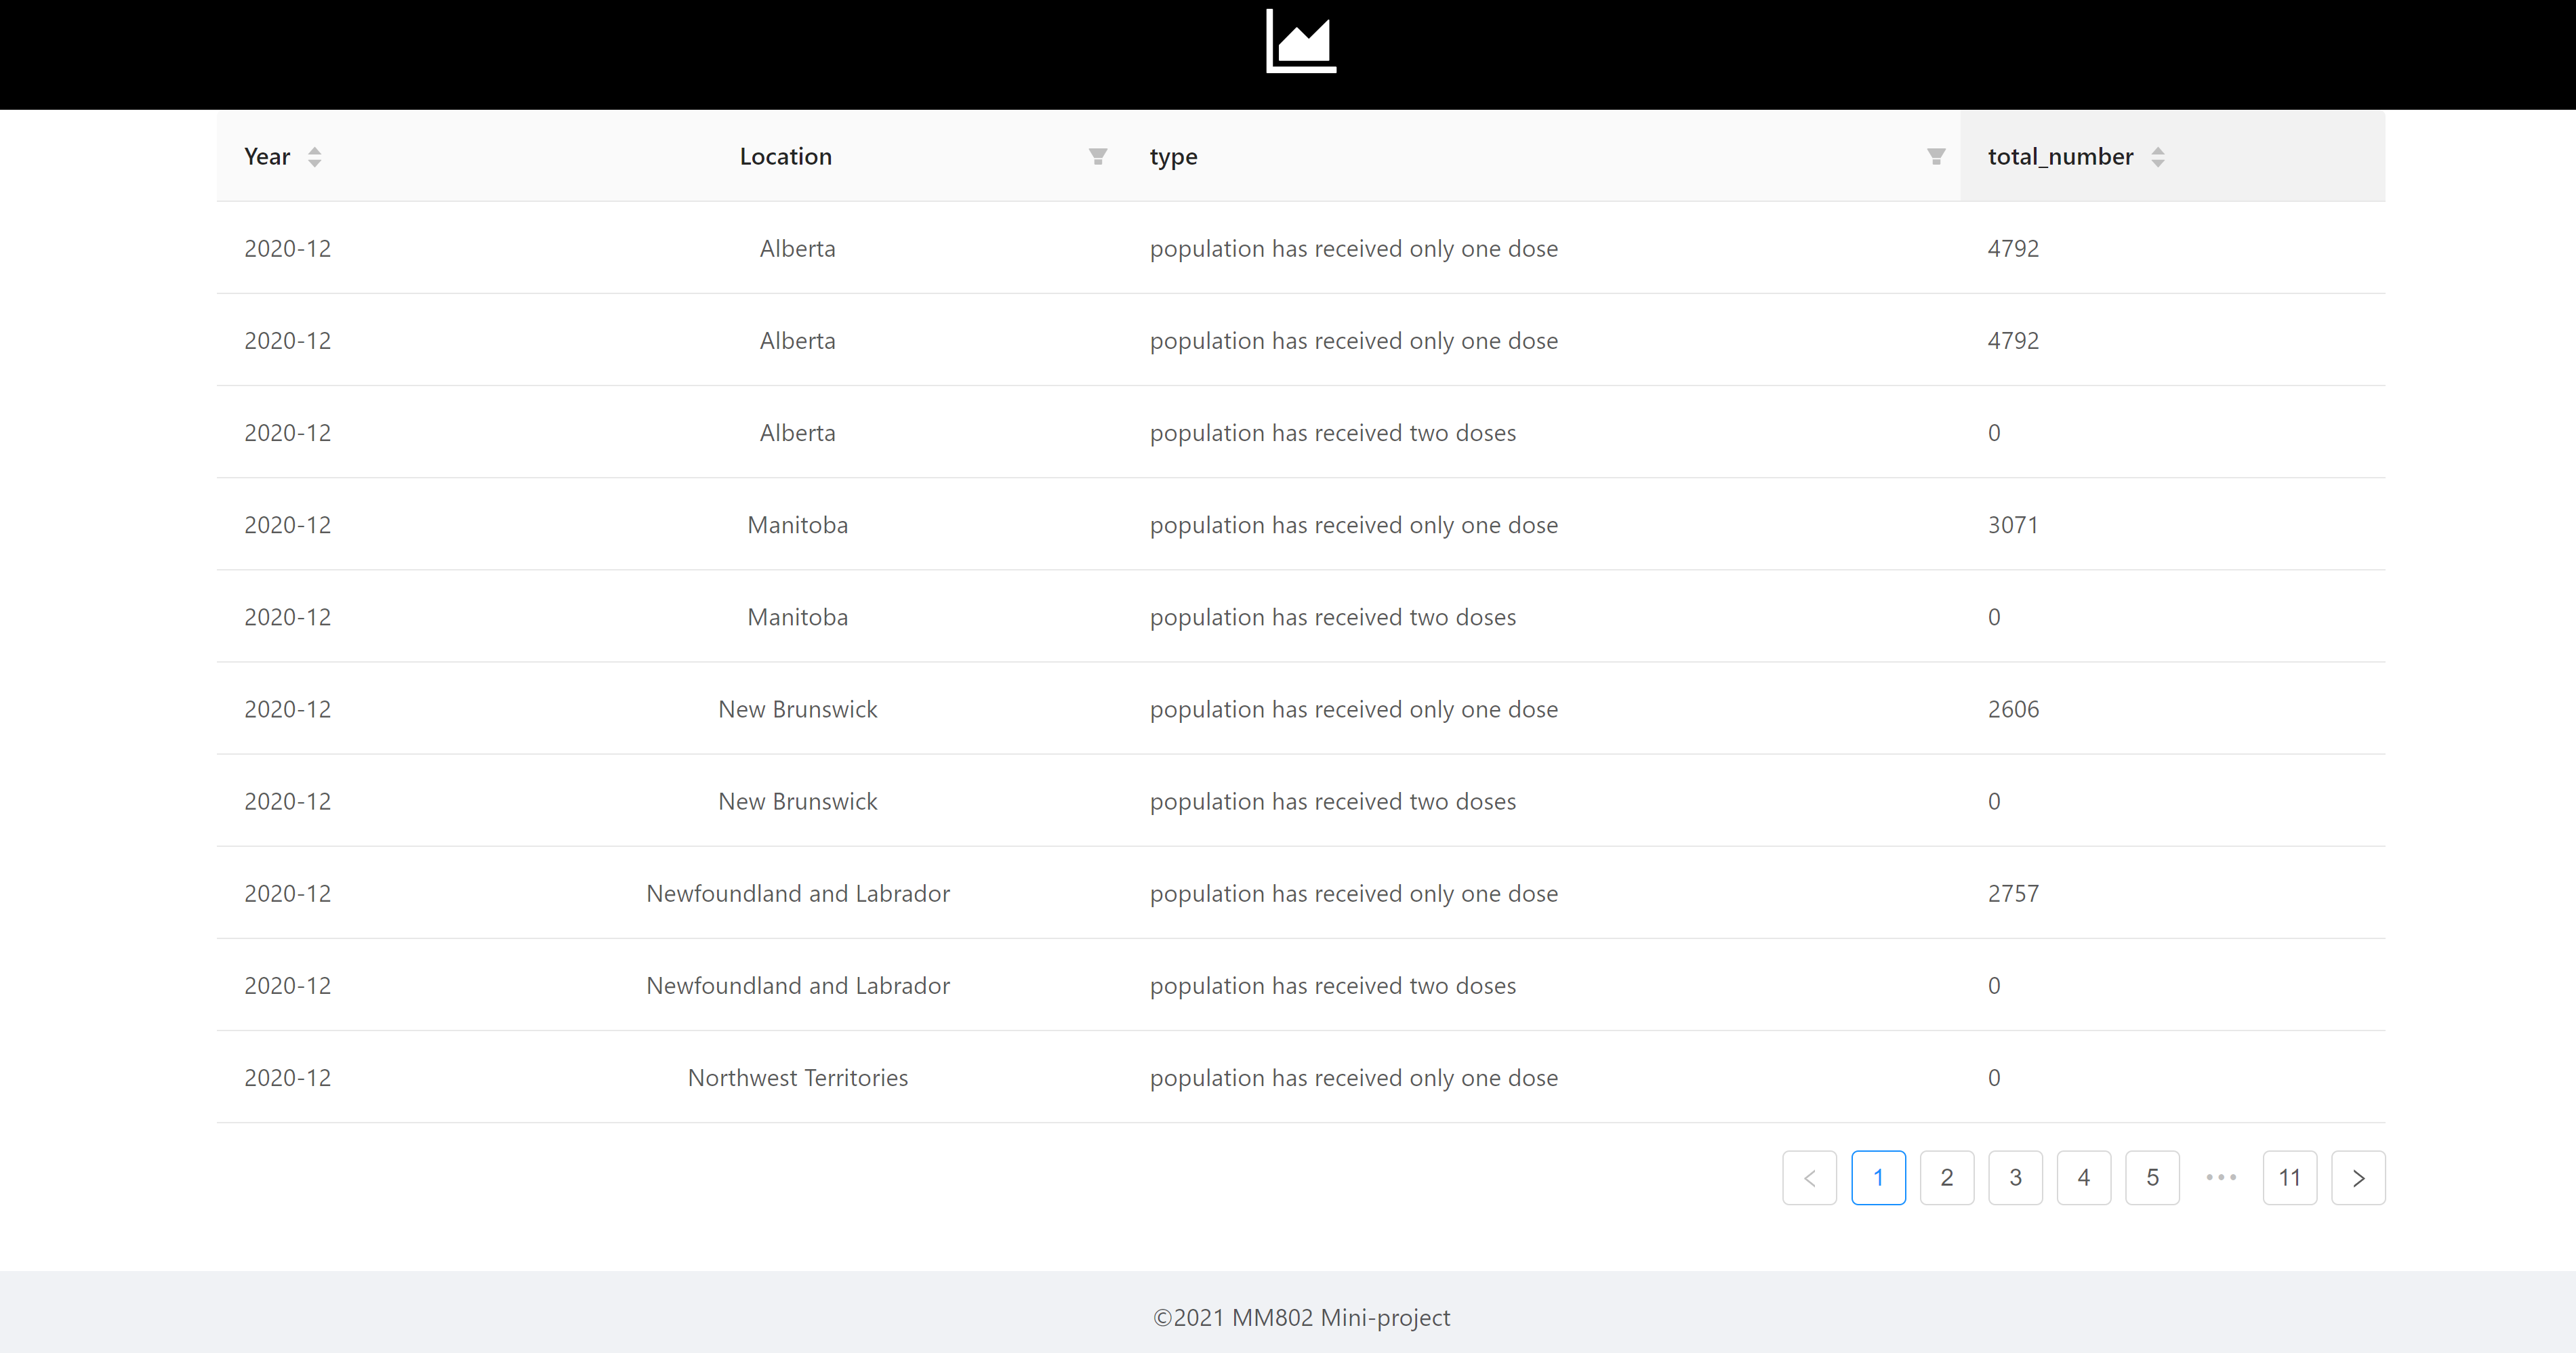 Year Location type total_number
2020-12 Alberta population has received only one dose 4792
2020-12 Alberta population has received only one dose 4792
2020-12 Alberta population has received two doses 0
2020-12 Manitoba population has received only one dose 3071
2020-12 Manitoba population has received two doses 0
2020-12 New Brunswick population has received only one dose 2606
2020-12 New Brunswick population has received two doses 0
2020-12 Newfoundland and Labrador population has received only one dose 2757
2020-12 Newfoundland and Labrador population has received two doses 0
2020-12 Northwest Territories population has received only one dose 0
< 1 2 3 4 5 ••• 11 >
©2021 MM802 Mini-project